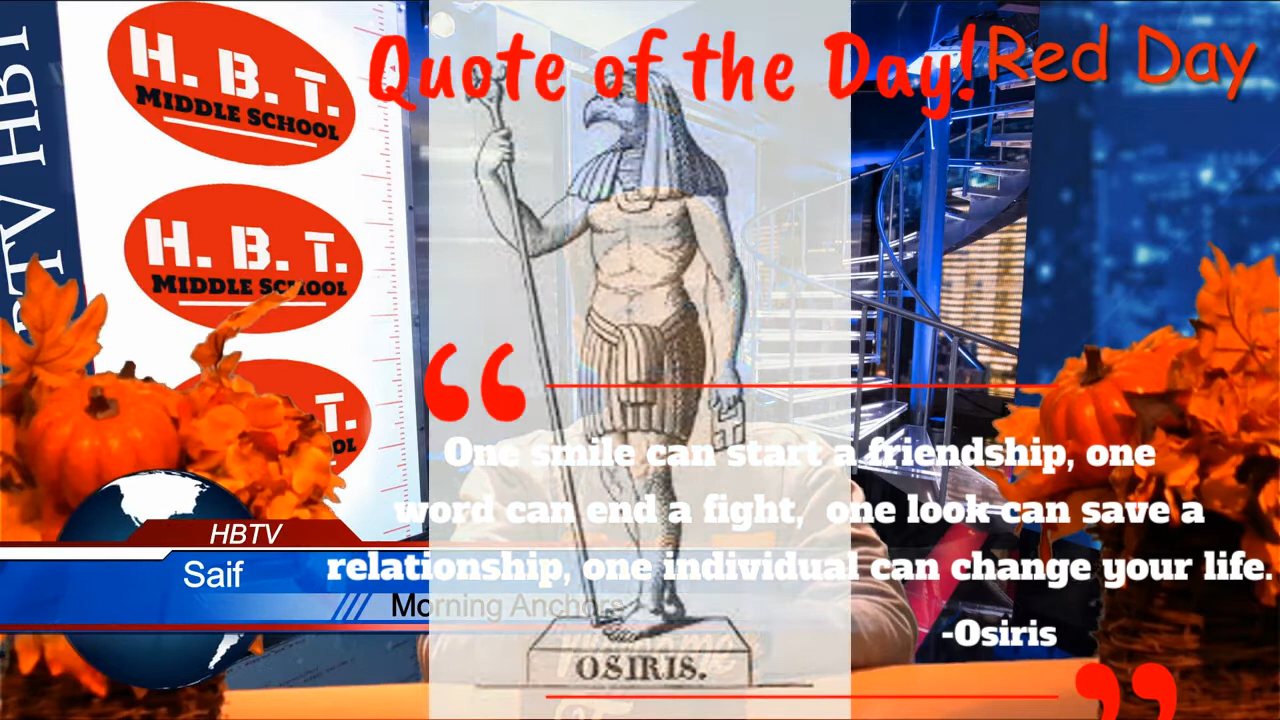 Quote of the Day!
Red Day
H. B. T.
MIDDLE SCHOOL
H. B. T.
MIDDLE SCHOOL
T.
OL
TV HBT
“
One smile can start a friendship, one
word can end a fight, one look can save a
relationship, one individual can change your life.
-Osiris
”
HBTV
Saif
/// Morning Anchors
OSIRIS.